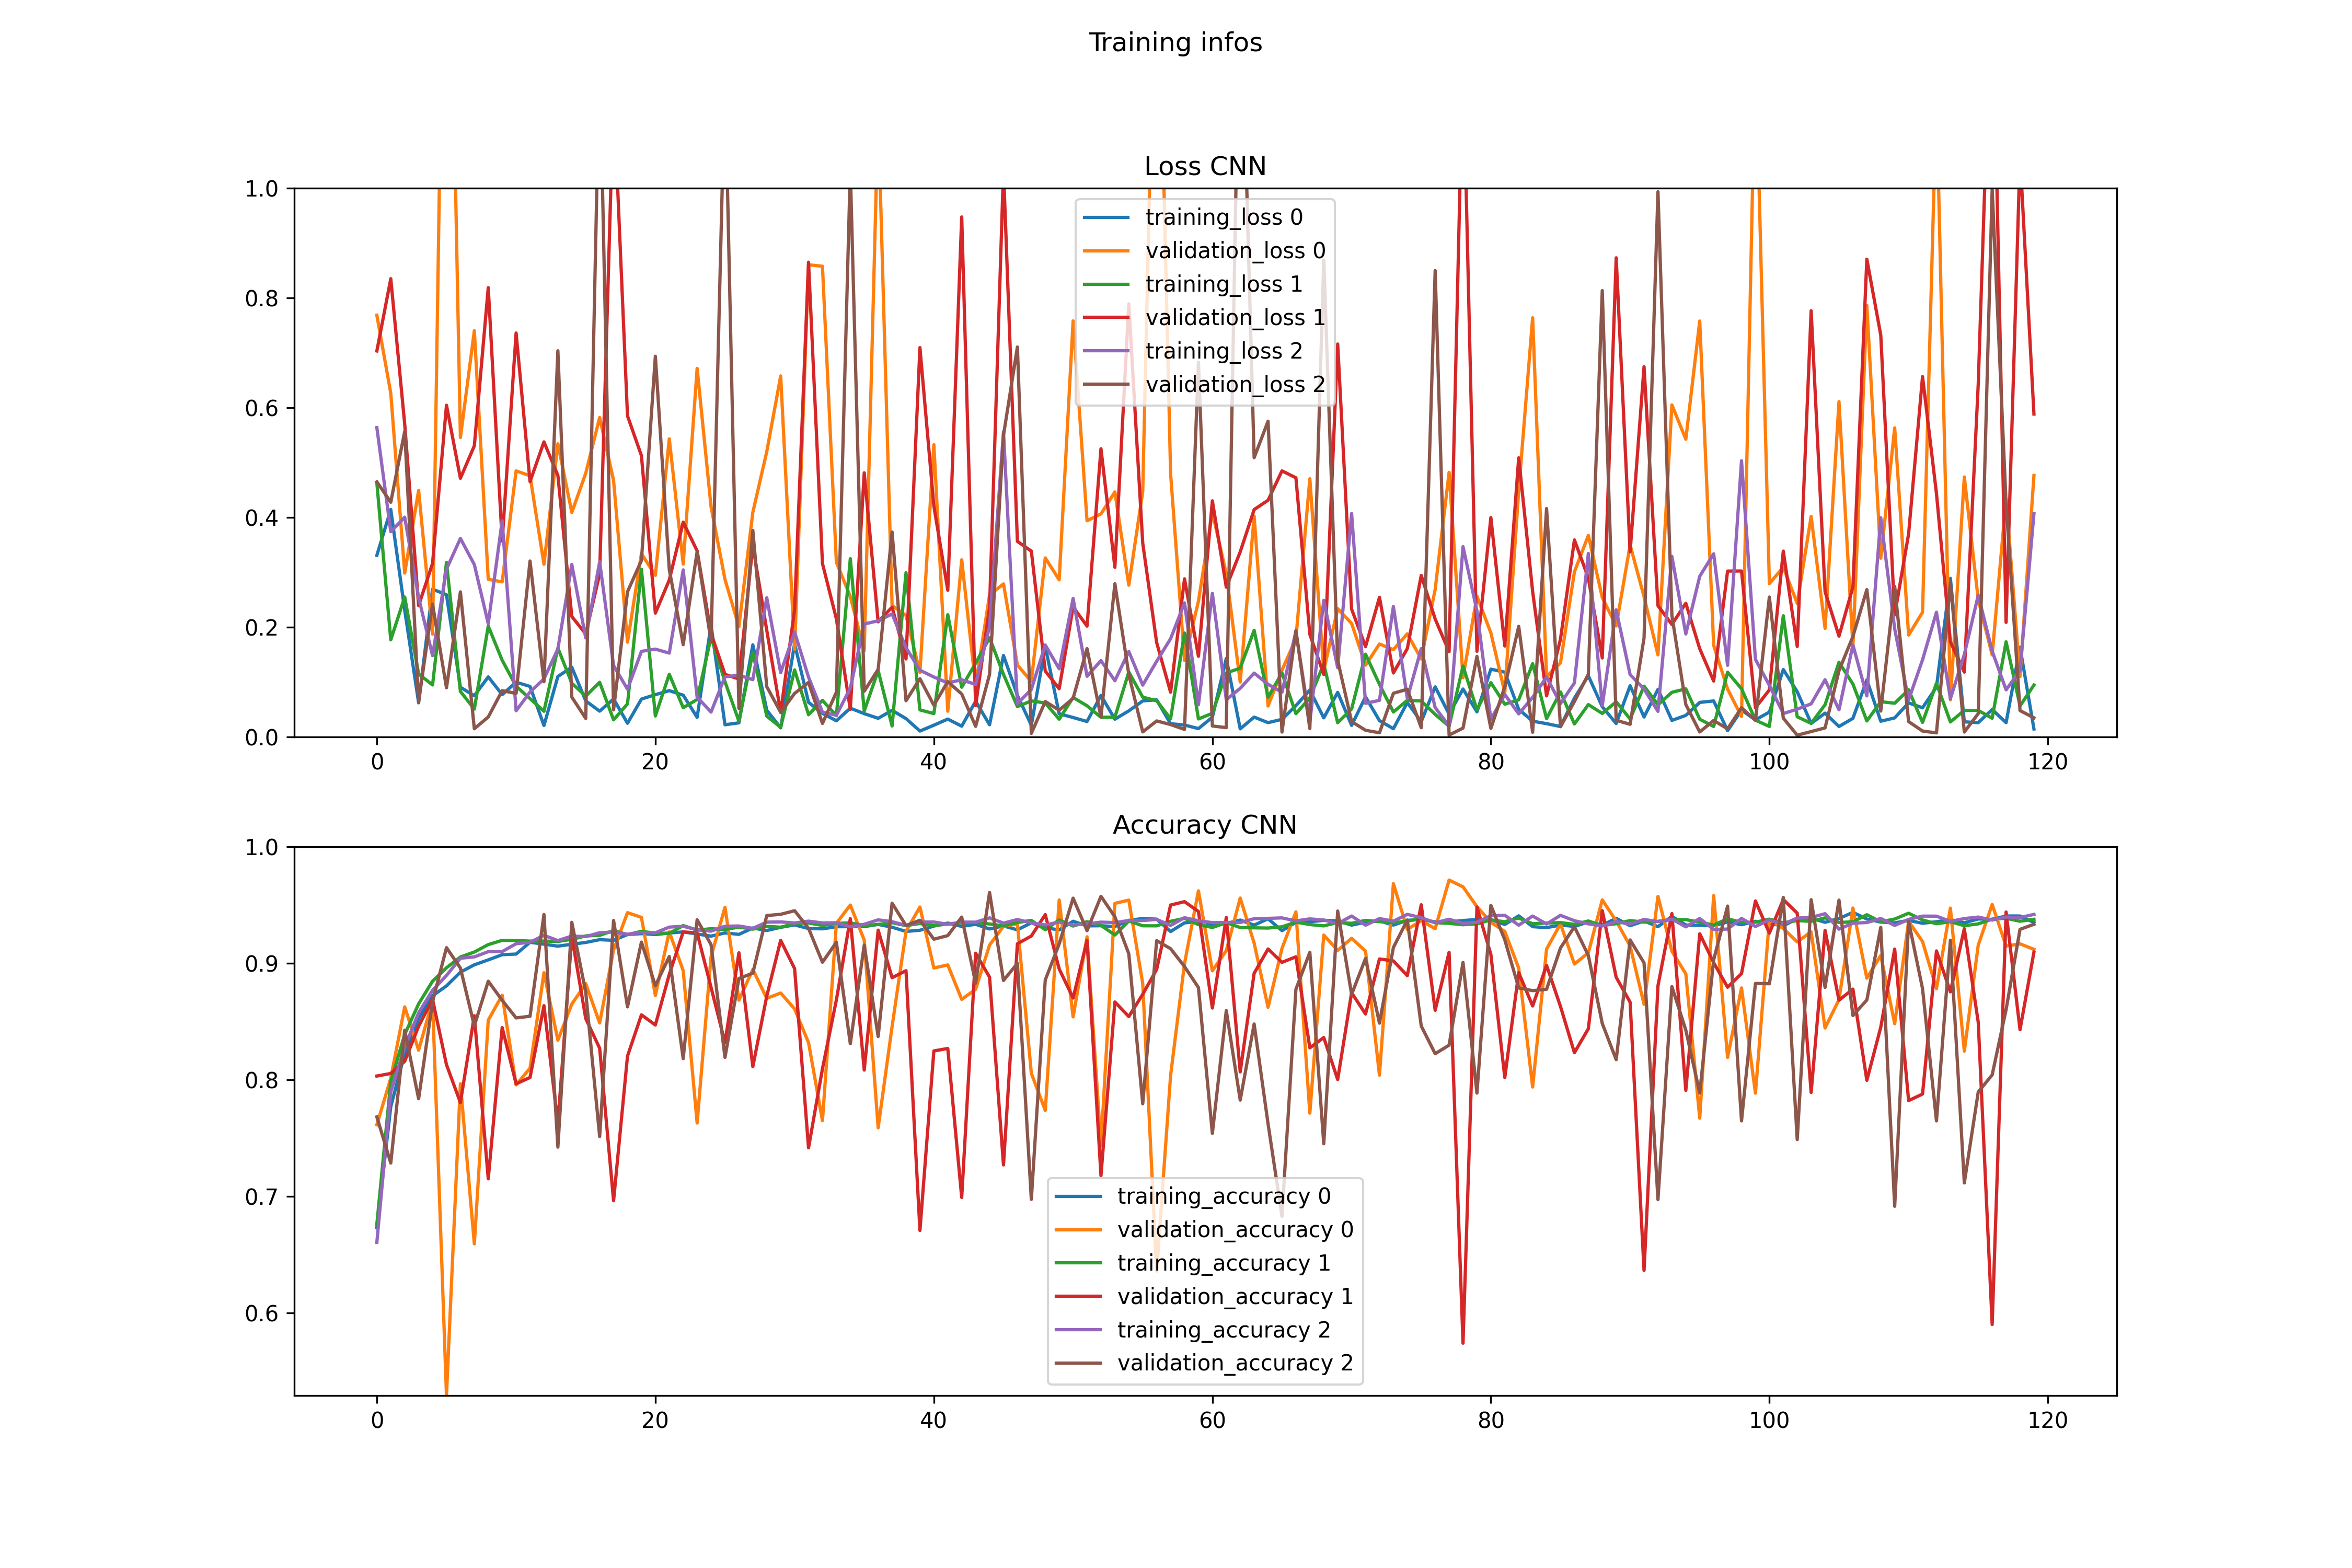 Training infos
Loss CNN
1.0
0.8
0.6
0.4
0.2
0.0
training_loss 0
validation_loss 0
training_loss 1
validation_loss 1
training_loss 2
validation_loss 2
0 20 40 60 80 100 120
Accuracy CNN
1.0
0.9
0.8
0.7
0.6
training_accuracy 0
validation_accuracy 0
training_accuracy 1
validation_accuracy 1
training_accuracy 2
validation_accuracy 2
0 20 40 60 80 100 120